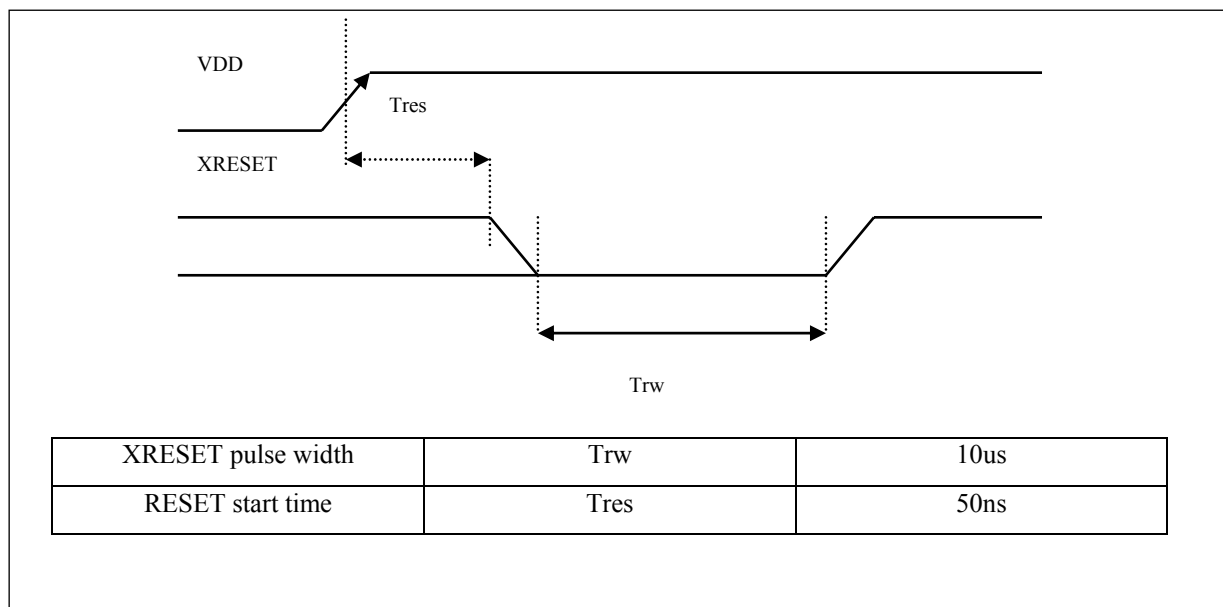 VDD
Tres
XRESET
Trw
XRESET pulse width Trw 10us
RESET start time Tres 50ns